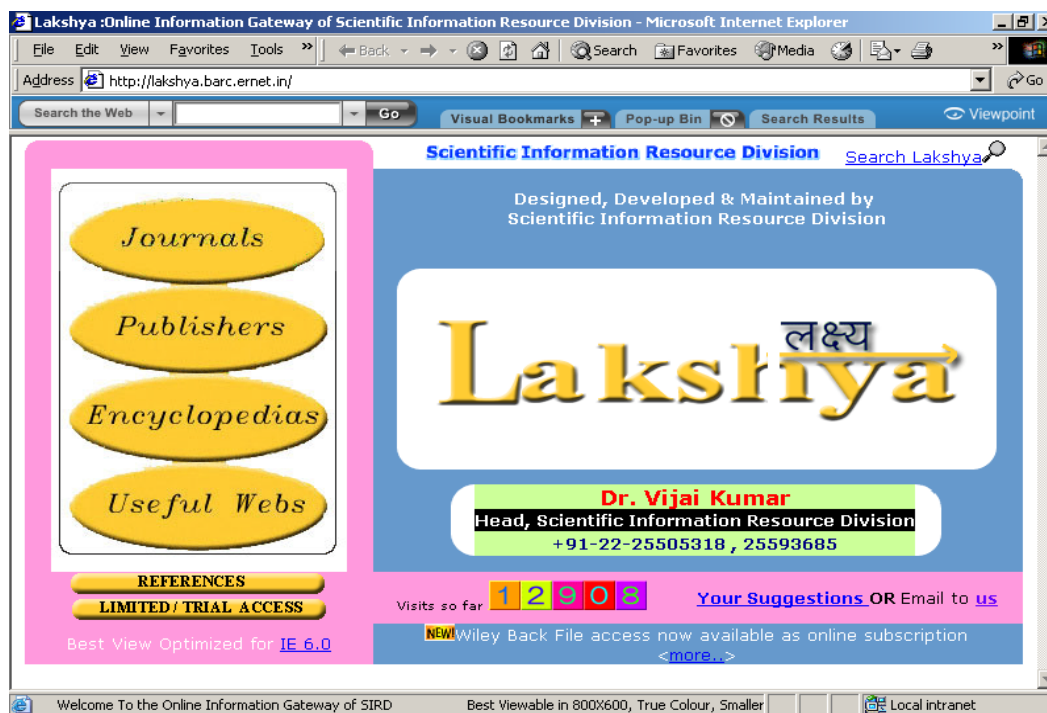 Lakshya :Online Information Gateway of Scientific Information Resource Division - Microsoft Internet Explorer
File Edit View Favorites Tools » Back Search Favorites Media »
Address http://lakshya.barc.ernet.in/ Go
Search the Web Go Visual Bookmarks Pop-up Bin Search Results Viewpoint
Scientific Information Resource Division Search Lakshya
Designed, Developed & Maintained by
Scientific Information Resource Division
Journals
Publishers
Encyclopedias
Useful Webs
लक्ष्य
Lakshya
Dr. Vijai Kumar
Head, Scientific Information Resource Division
+91-22-25505318 , 25593685
REFERENCES
LIMITED / TRIAL ACCESS
Best View Optimized for IE 6.0
Visits so far 12908 Your Suggestions OR Email to us
NEW! Wiley Back File access now available as online subscription
<more..>
Welcome To the Online Information Gateway of SIRD Best Viewable in 800X600, True Colour, Smaller Local intranet